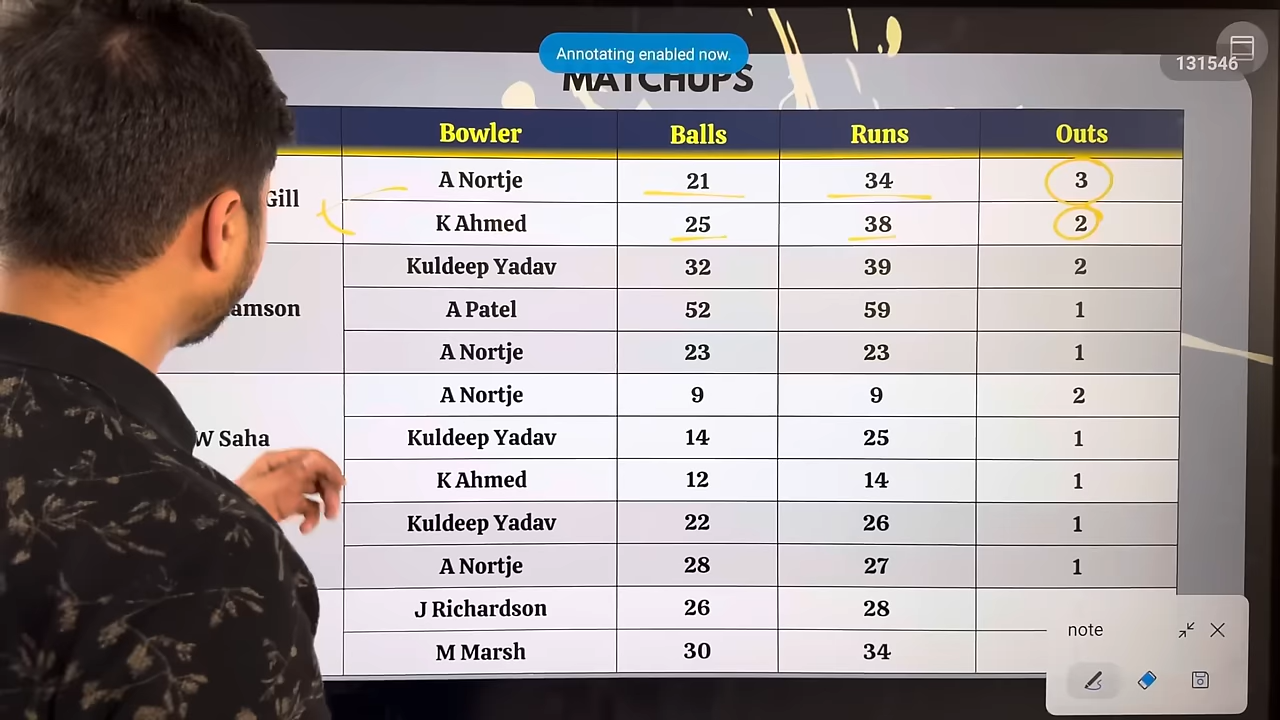 Annotating enabled now.
131546
MATCHUPS
Bowler Balls Runs Outs
Gill
A Nortje 21 34 3
K Ahmed 25 38 2
Kuldeep Yadav 32 39 2
amson
A Patel 52 59 1
A Nortje 23 23 1
A Nortje 9 9 2
W Saha
Kuldeep Yadav 14 25 1
K Ahmed 12 14 1
Kuldeep Yadav 22 26 1
A Nortje 28 27 1
J Richardson 26 28
M Marsh 30 34
note